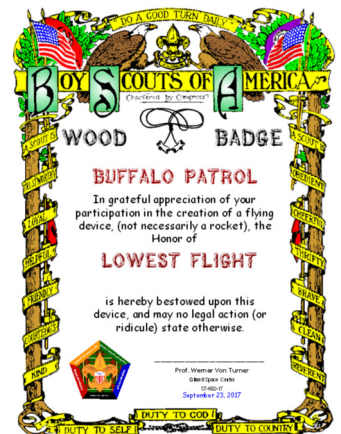 DO A GOOD TURN DAILY
BOY SCOUTS OF AMERICA
Chartered by Congress
WOOD BADGE
A SCOUT IS
TRUSTWORTHY
LOYAL
HELPFUL
FRIENDLY
COURTEOUS
KIND
BUFFALO PATROL
In grateful appreciation of your
participation in the creation of a flying
device, (not necessarily a rocket), the
Honor of
LOWEST FLIGHT
is hereby bestowed upon this
device, and may no legal action (or
ridicule) state otherwise.
Prof. Werner Von Turner
Gilwell Space Center
September 23, 2017
A SCOUT IS
OBEDIENT
CHEERFUL
THRIFTY
BRAVE
CLEAN
REVERENT
DUTY TO GOD
DUTY TO SELF
DUTY TO COUNTRY